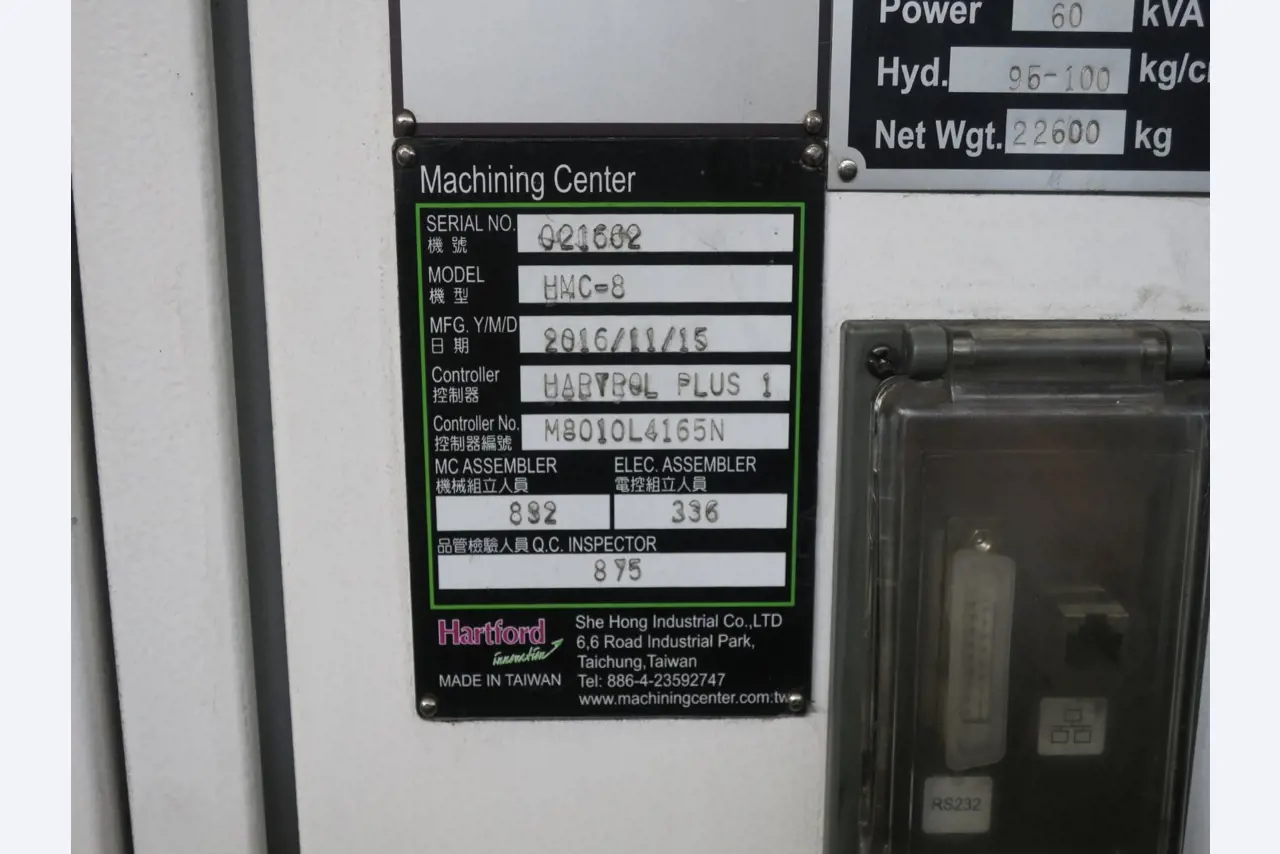 Power 60 kVA
Hyd. 95-100 kg/c
Net Wgt. 22600 kg
Machining Center
SERIAL NO. 021662
機號
MODEL HMC-8
機型
MFG. Y/M/D 2016/11/15
日期
Controller HARTROL PLUS 1
控制器
Controller No. M8010L4165N
控制器編號
MC ASSEMBLER ELEC. ASSEMBLER
機械組立人員 電控組立人員
892 336
品管檢驗人員 Q.C. INSPECTOR
875
Hartford
innovation
MADE IN TAIWAN
She Hong Industrial Co.,LTD
6,6 Road Industrial Park,
Taichung,Taiwan
Tel: 886-4-23592747
www.machiningcenter.com.tw
RS232